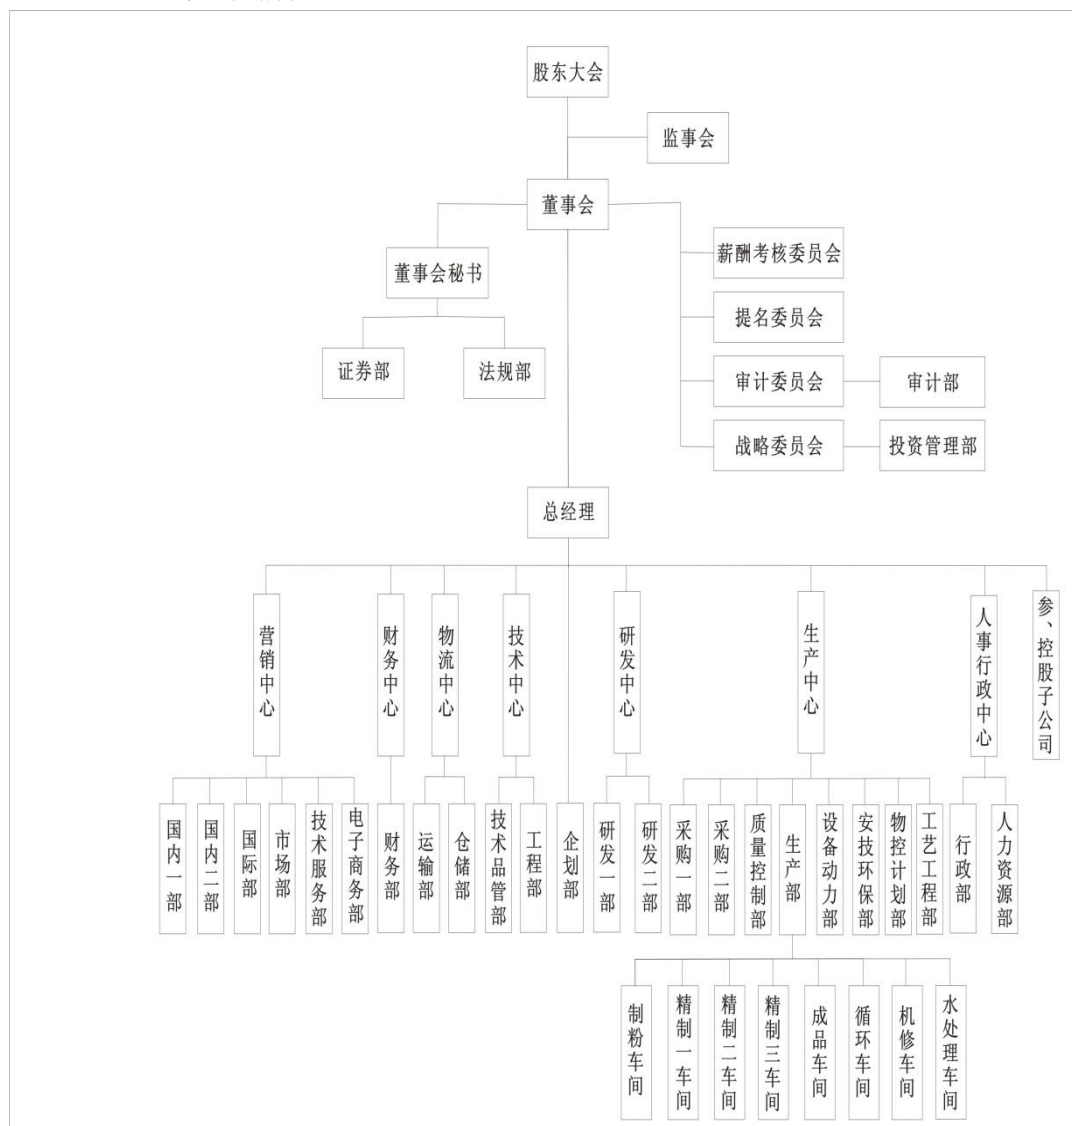 股东大会
监事会
董事会
董事会秘书
薪酬考核委员会
提名委员会
证券部
法规部
审计委员会
审计部
战略委员会
投资管理部
总经理
营销中心
财务中心
物流中心
技术中心
研发中心
生产中心
人事行政中心
参、控股子公司
国内一部
国内二部
国际部
市场部
技术服务部
电子商务部
财务部
运输部
仓储部
技术品管部
工程部
企划部
研发一部
研发二部
采购一部
采购二部
质量控制部
生产部
设备动力部
安技环保部
物控计划部
工艺工程部
行政部
人力资源部
制粉车间
精制一车间
精制二车间
精制三车间
成品车间
循环车间
机修车间
水处理车间